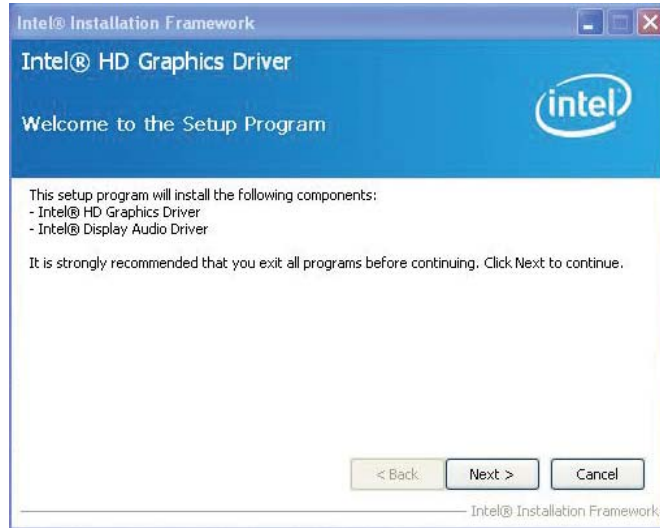 Intel® Installation Framework
Intel® HD Graphics Driver
intel
Welcome to the Setup Program
This setup program will install the following components:
- Intel® HD Graphics Driver
- Intel® Display Audio Driver
It is strongly recommended that you exit all programs before continuing. Click Next to continue.
< Back
Next >
Cancel
Intel® Installation Framework